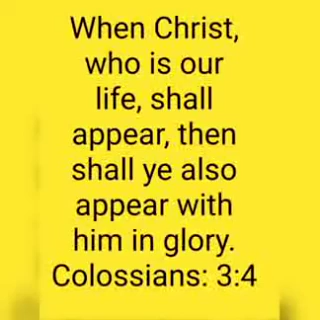 When Christ,
who is our
life, shall
appear, then
shall ye also
appear with
him in glory.
Colossians: 3:4